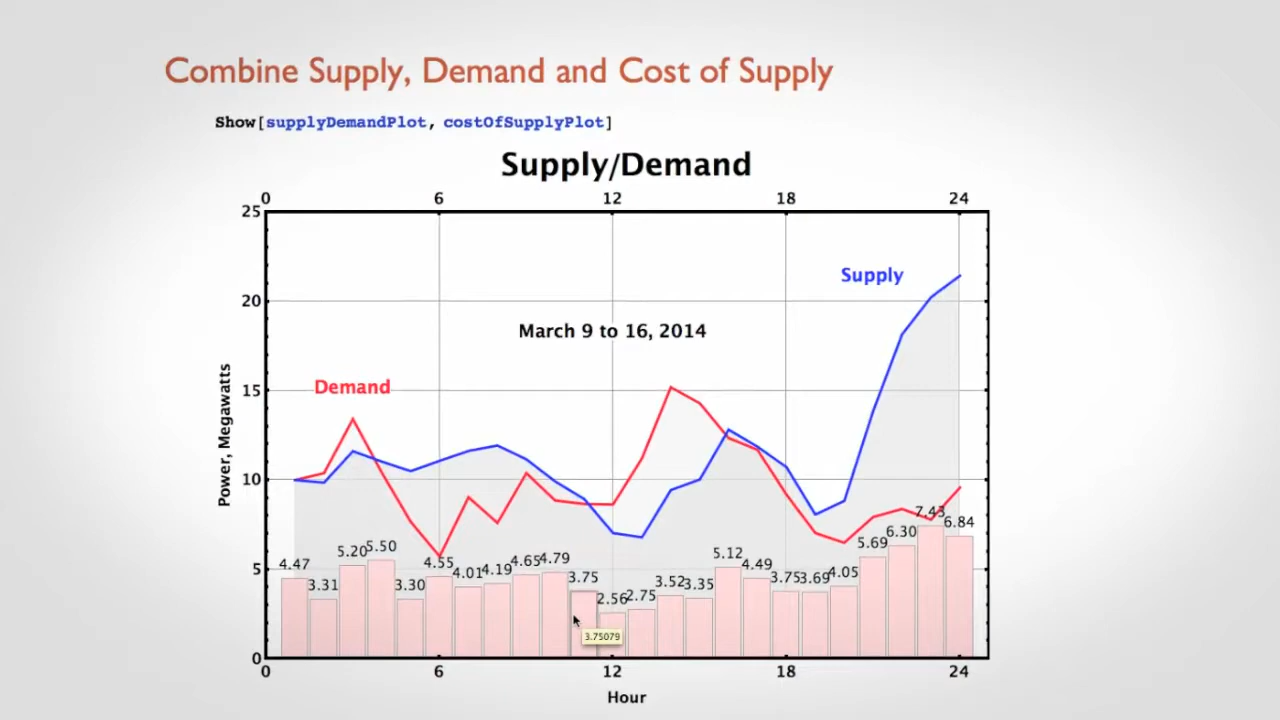 Combine Supply, Demand and Cost of Supply
Show[supplyDemandPlot, costOfSupplyPlot]
Supply/Demand
0 6 12 18 24
25
Supply
20
March 9 to 16, 2014
15
Demand
Power, Megawatts
10
5
0
4.47 3.31 5.20 5.50 3.30 4.55 4.01 4.19 4.65 4.79 3.75 2.56 2.75 3.52 3.35 5.12 4.49 3.75 3.69 4.05 5.69 6.30 7.43 6.84
3.75079
0 6 12 18 24
Hour